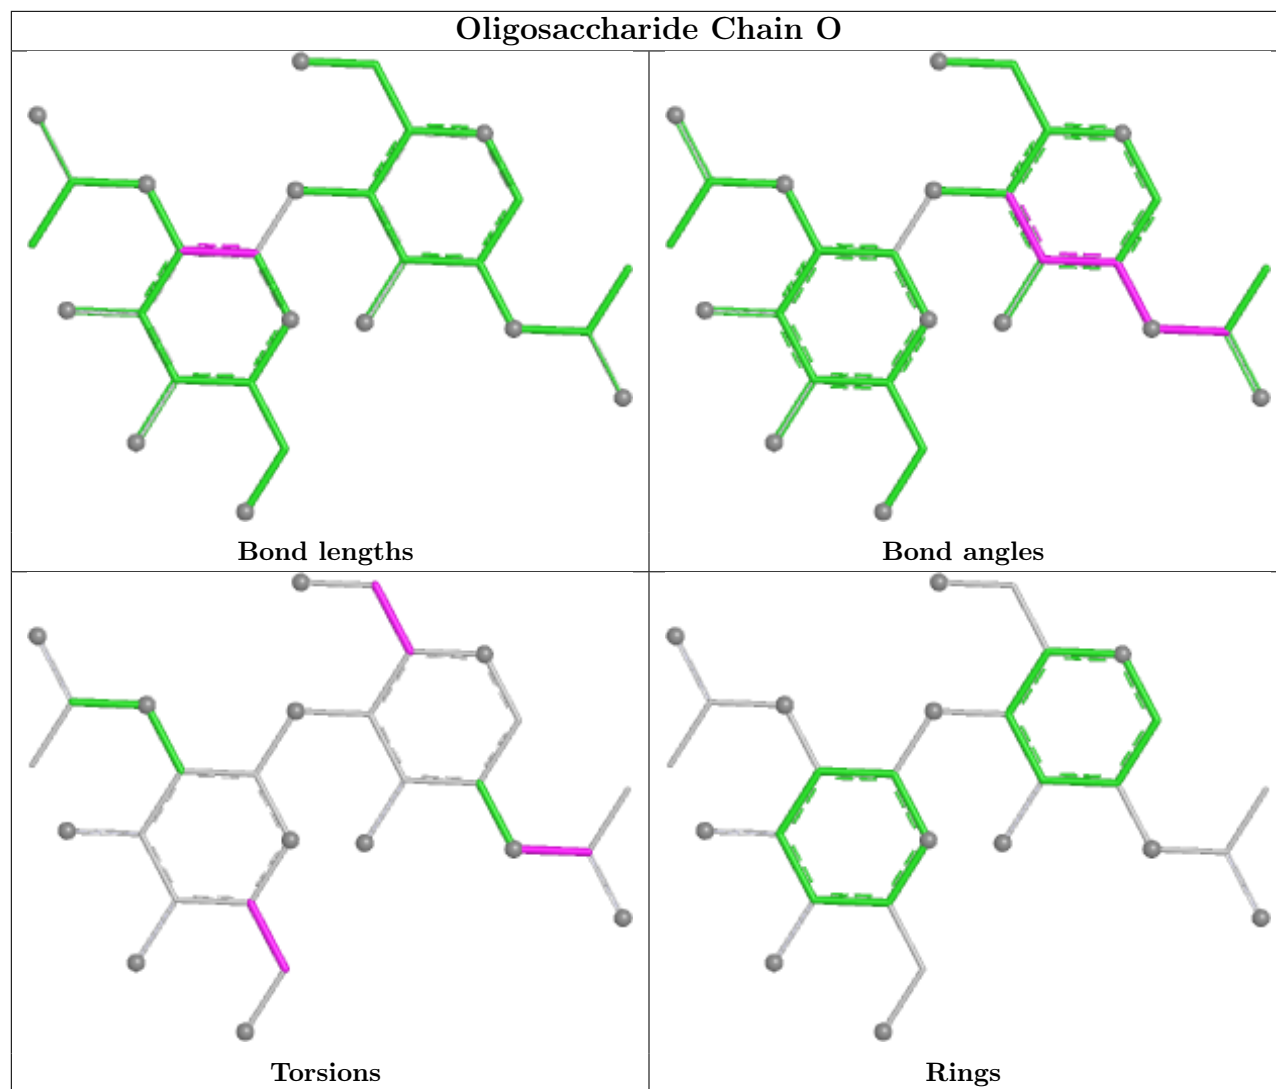 Oligosaccharide Chain O
Bond lengths
Bond angles
Torsions
Rings